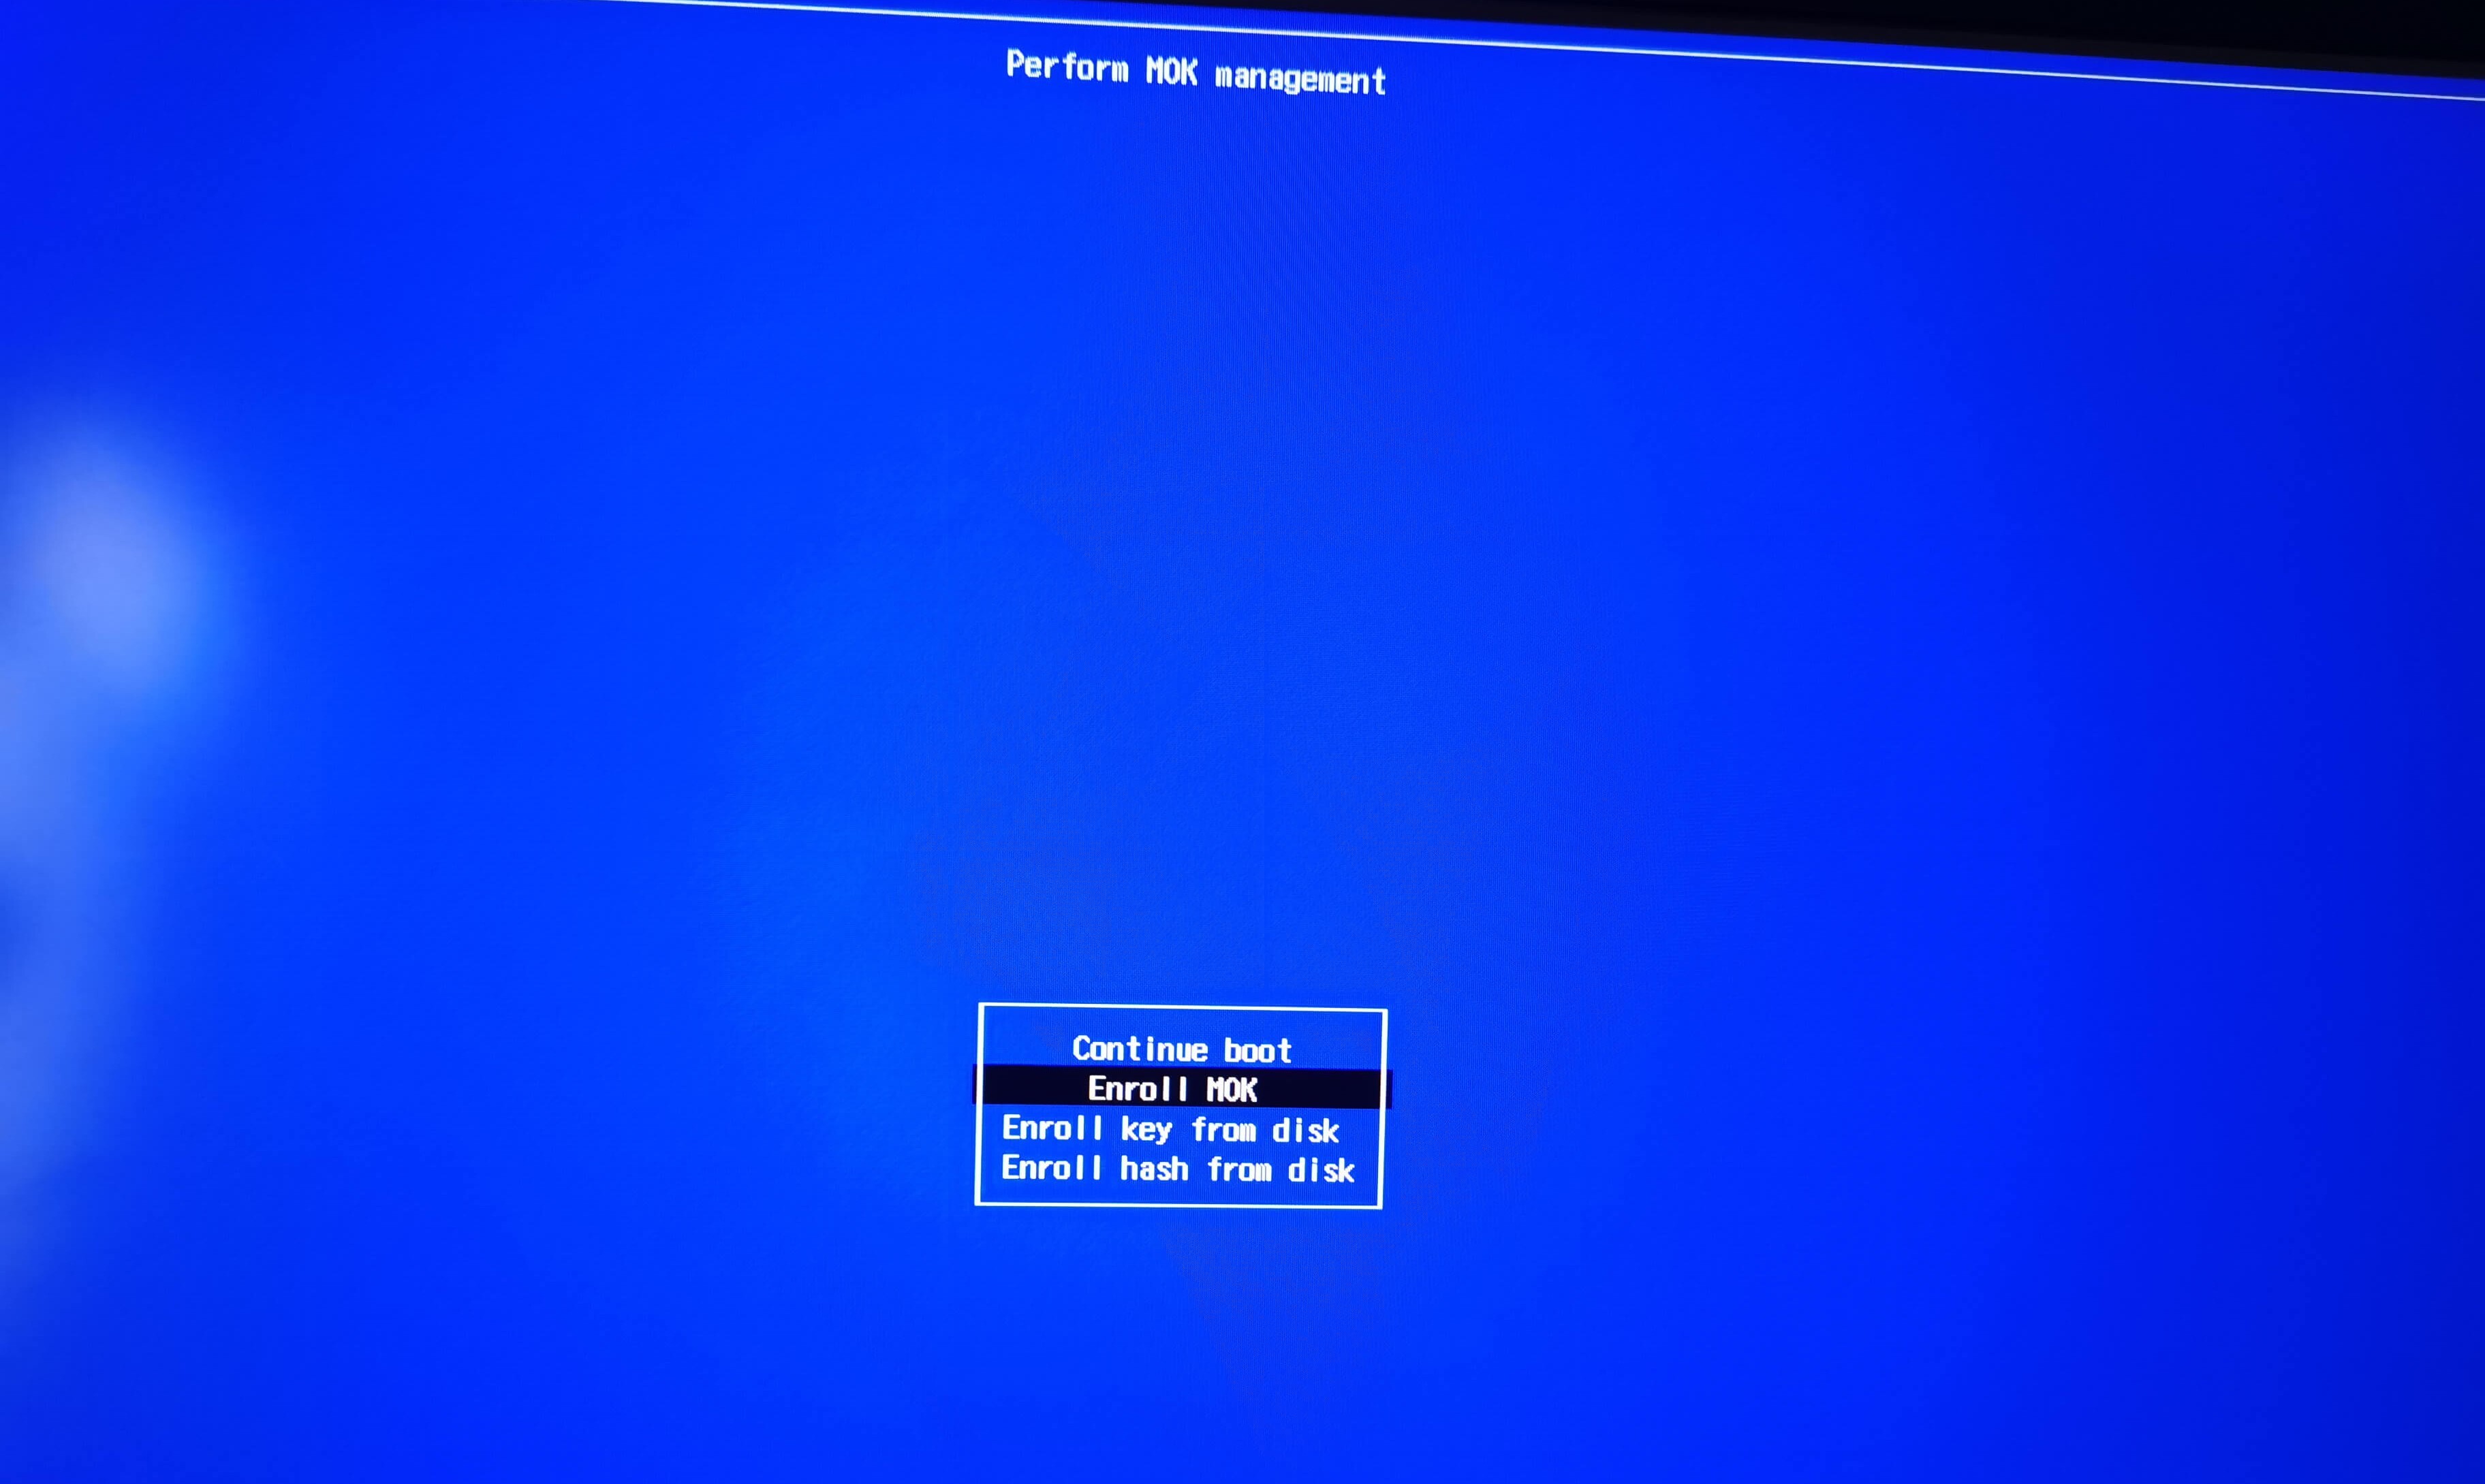 Perform MOK management
Continue boot
Enroll MOK
Enroll key from disk
Enroll hash from disk